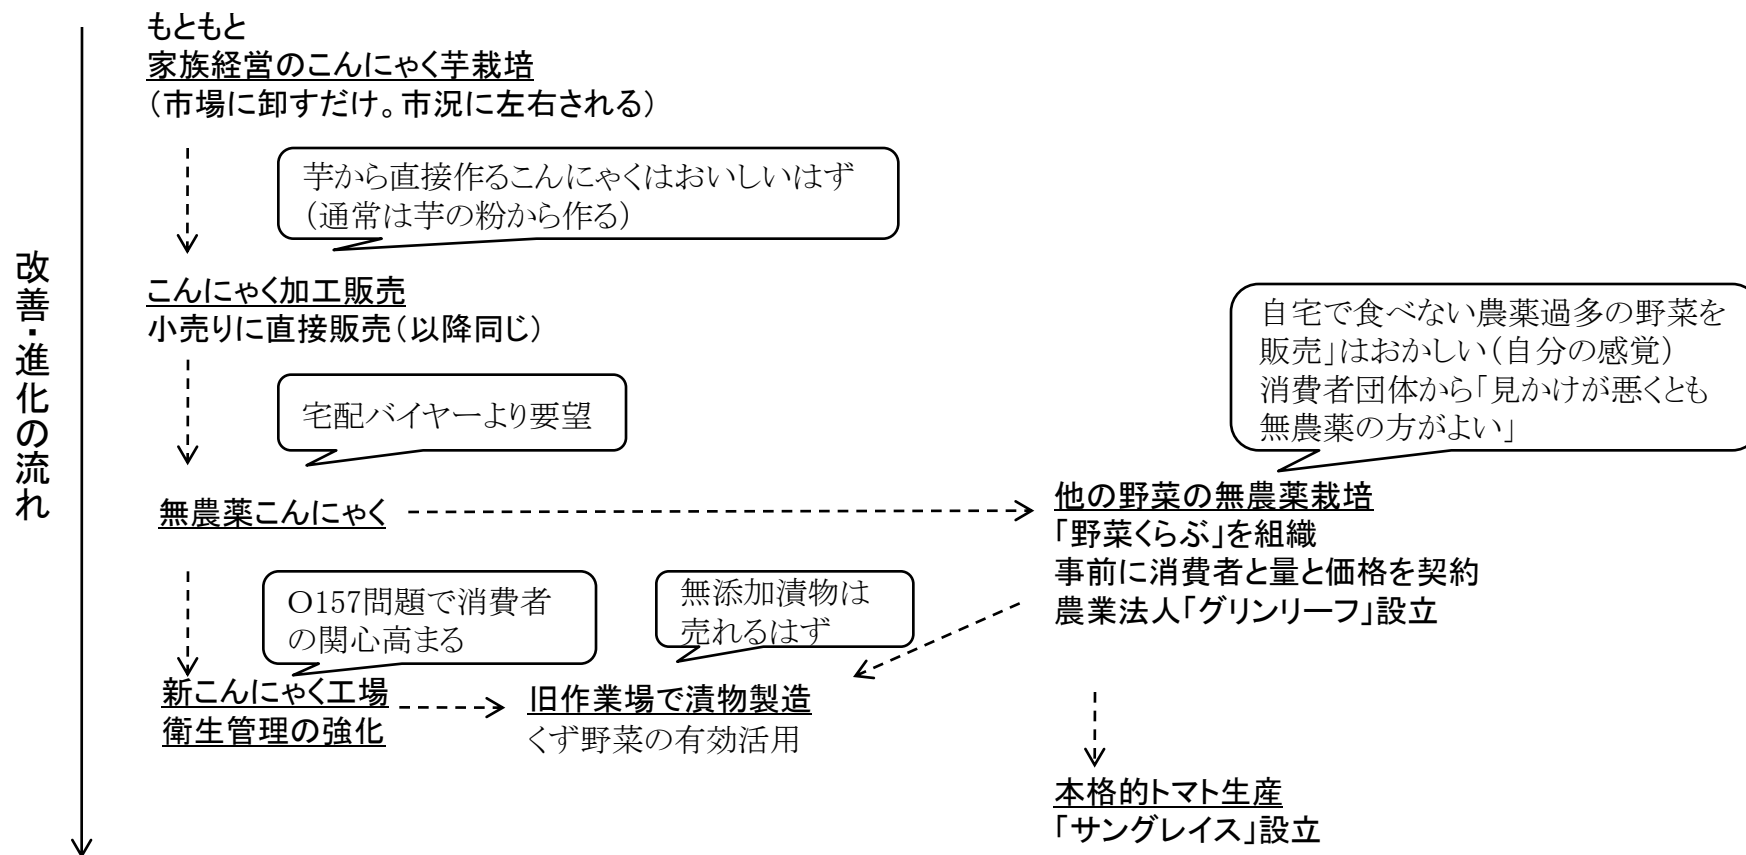 もともと
家族経営のこんにゃく芋栽培
(市場に卸すだけ。市況に左右される)
芋から直接作るこんにゃくはおいしいはず
(通常は芋の粉から作る)
改善・進化の流れ
こんにゃく加工販売
小売りに直接販売(以降同じ)
宅配バイヤーより要望
自宅で食べない農薬過多の野菜を
販売」はおかしい(自分の感覚)
消費者団体から「見かけが悪くとも
無農薬の方がよい」
無農薬こんにゃく
他の野菜の無農薬栽培
「野菜くらぶ」を組織
事前に消費者と量と価格を契約
農業法人「グリンリーフ」設立
O157問題で消費者
の関心高まる
無添加漬物は
売れるはず
新こんにゃく工場
衛生管理の強化
旧作業場で漬物製造
くず野菜の有効活用
本格的トマト生産
「サングレイス」設立